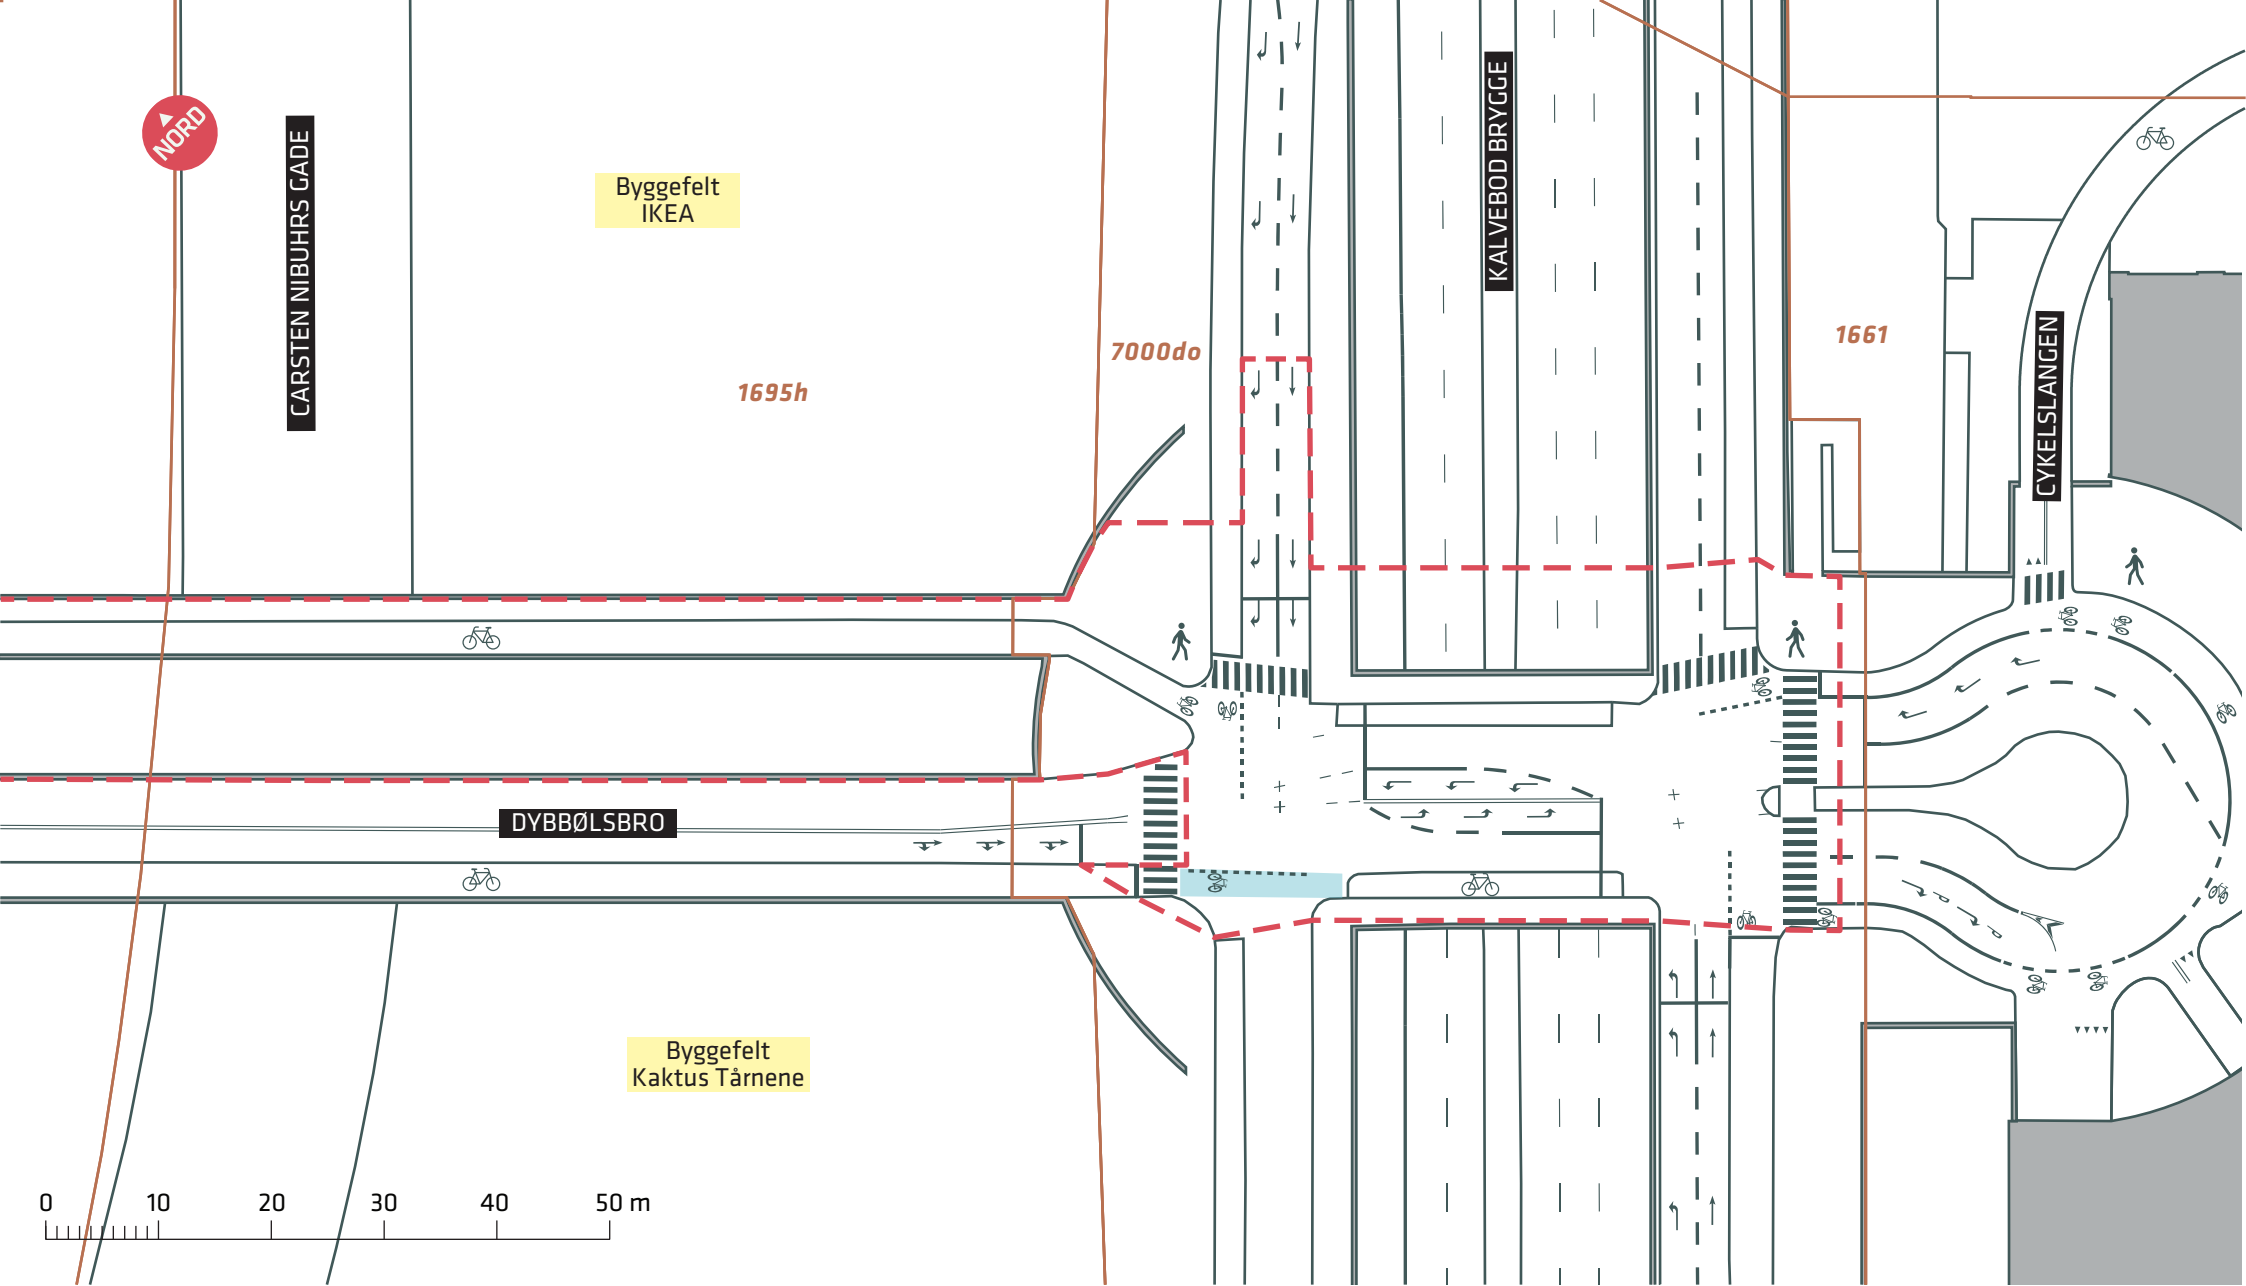 NORD
CARSTEN NIBUHRS GADE
Byggefelt
IKEA
KALVEBOD BRYGGE
7000do
1661
1695h
CYKELSLANGEN
DYBBØLSBRO
Byggefelt
Kaktus Tårnene
0 10 20 30 40 50 m